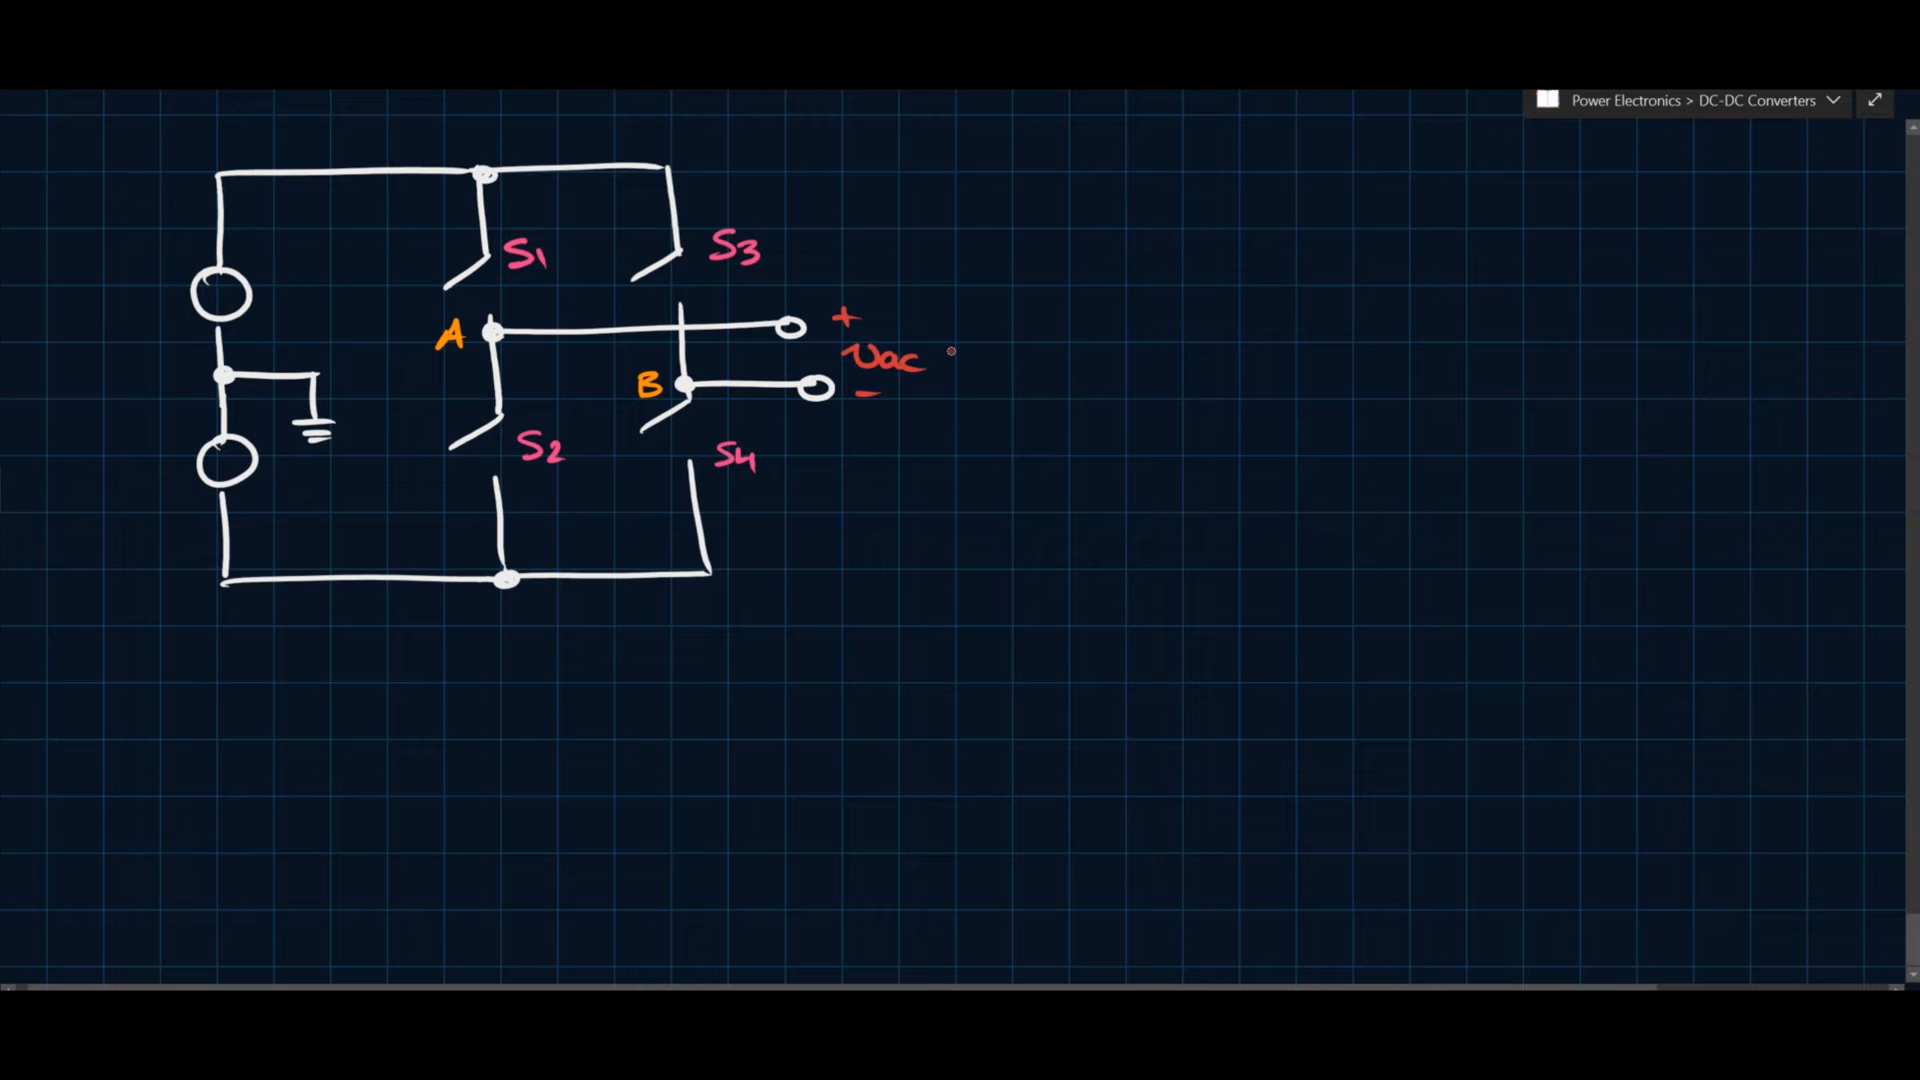 Power Electronics > DC-DC Converters
S1
S3
A
+
Vac
B
-
S2
S4